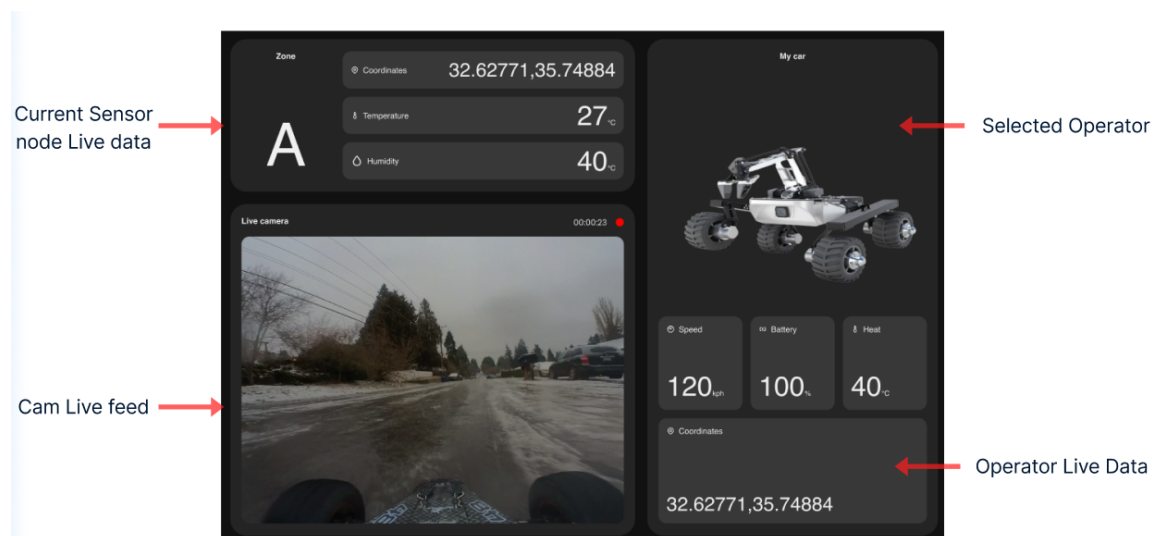 Current Sensor
node Live data
Zone
A
Coordinates 32.62771,35.74884
Temperature 27 °C
Humidity 40 °C
Live camera 00:00:23
Cam Live feed
My car
Selected Operator
Speed
120 kph
Battery
100 %
Heat
40 °C
Coordinates
32.62771,35.74884
Operator Live Data